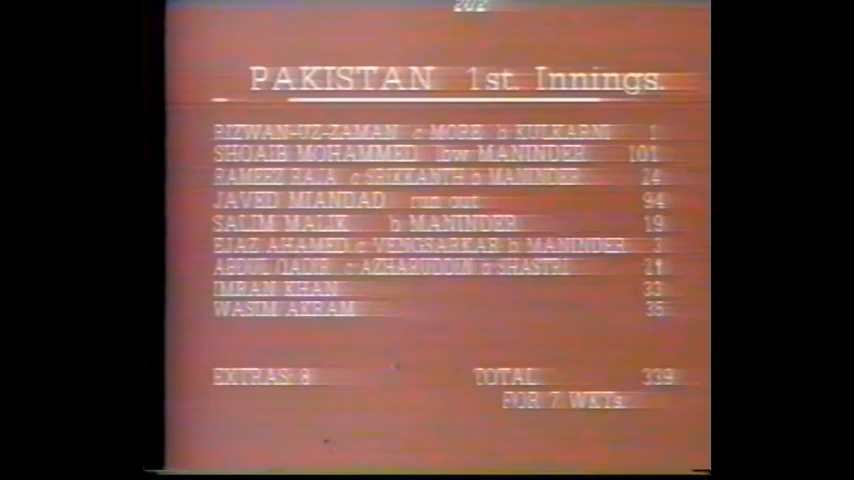 202
PAKISTAN 1st. Innings.
RIZWAN-UZ-ZAMAN c MORE b KULKARNI 1
SHOAIB MOHAMMED lbw MANINDER 101
RAMEEZ RAJA c SRIKKANTH b MANINDER 24
JAVED MIANDAD run out 94
SALIM MALIK b MANINDER 19
EJAZ AHAMED c VENGSARKAR b MANINDER 3
ABDUL QADIR c AZHARUDDIN b SHASTRI 21
IMRAN KHAN 33
WASIM AKRAM 35
EXTRAS 8 TOTAL 339
FOR 7 WKTs.